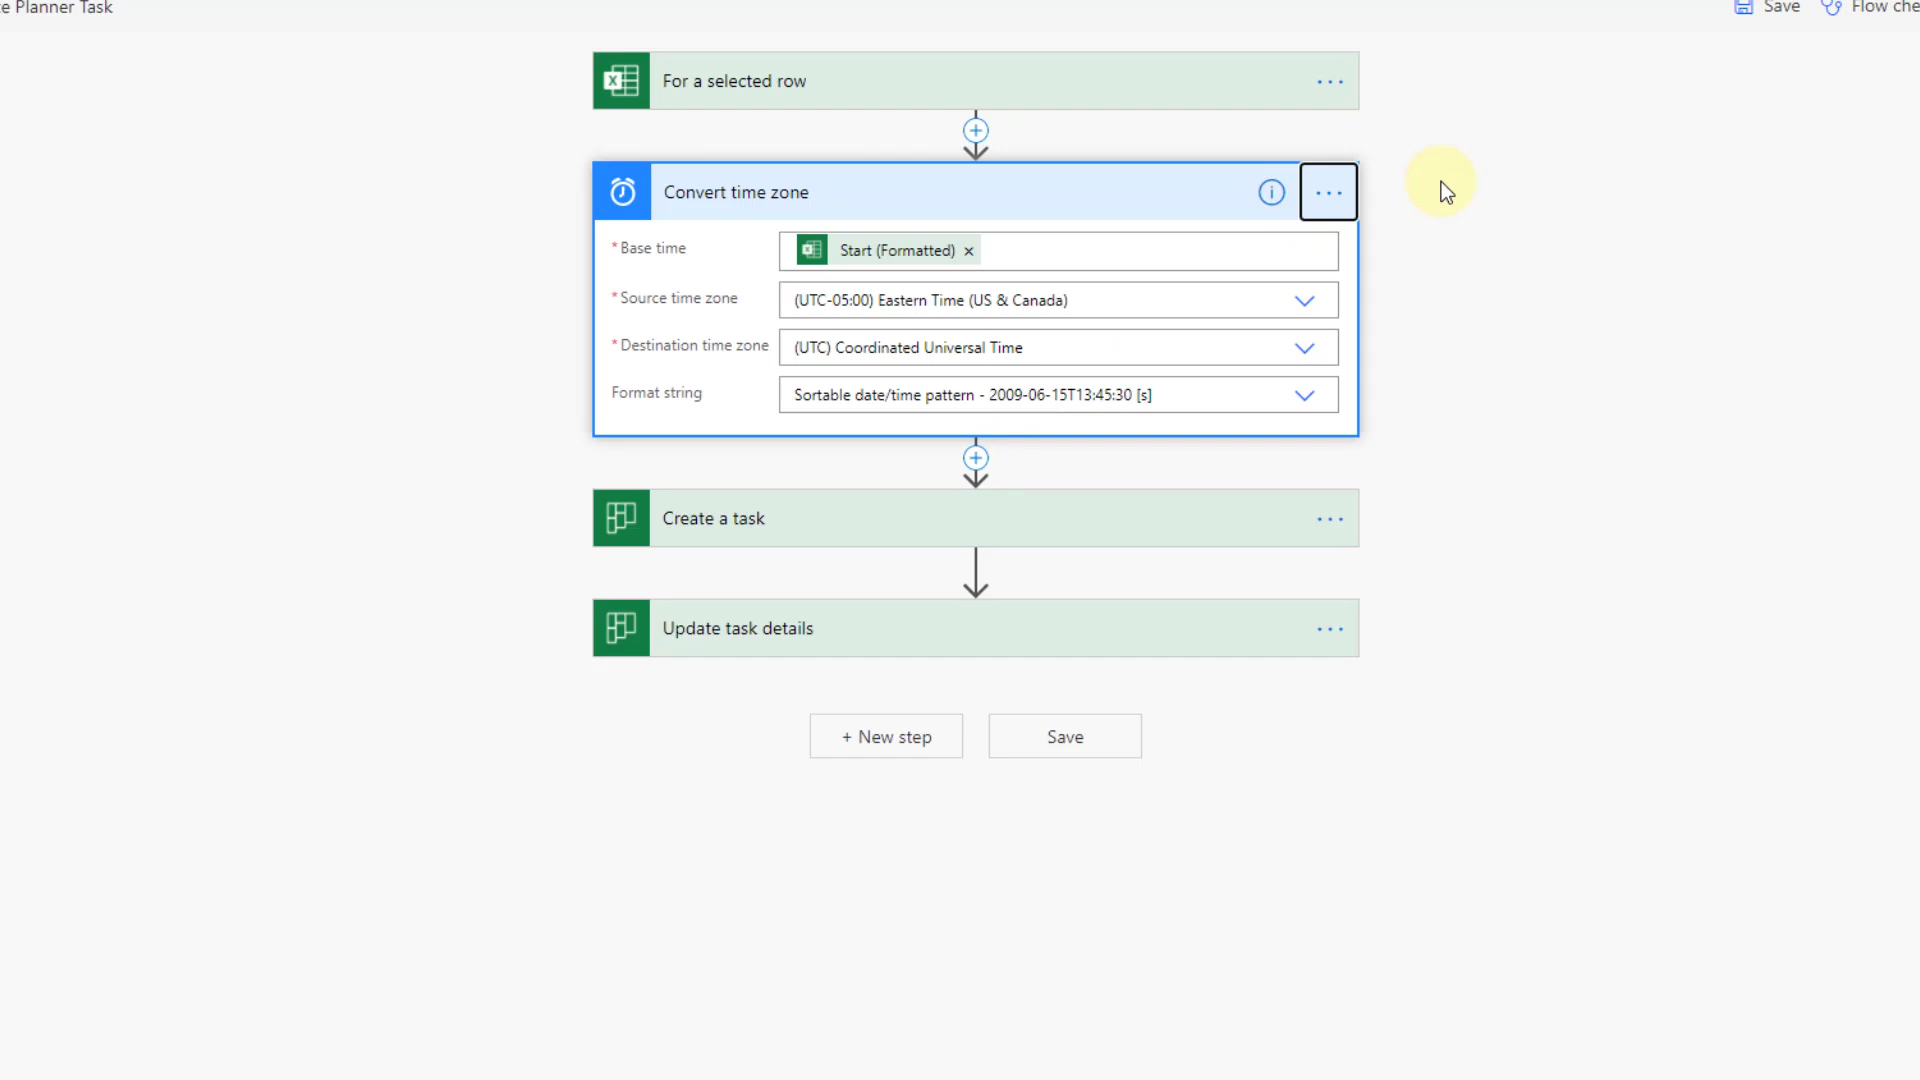 e Planner Task
Save
Flow che
For a selected row
Convert time zone
* Base time
Start (Formatted) ×
* Source time zone
(UTC-05:00) Eastern Time (US & Canada)
* Destination time zone
(UTC) Coordinated Universal Time
Format string
Sortable date/time pattern - 2009-06-15T13:45:30 [s]
Create a task
Update task details
+ New step
Save